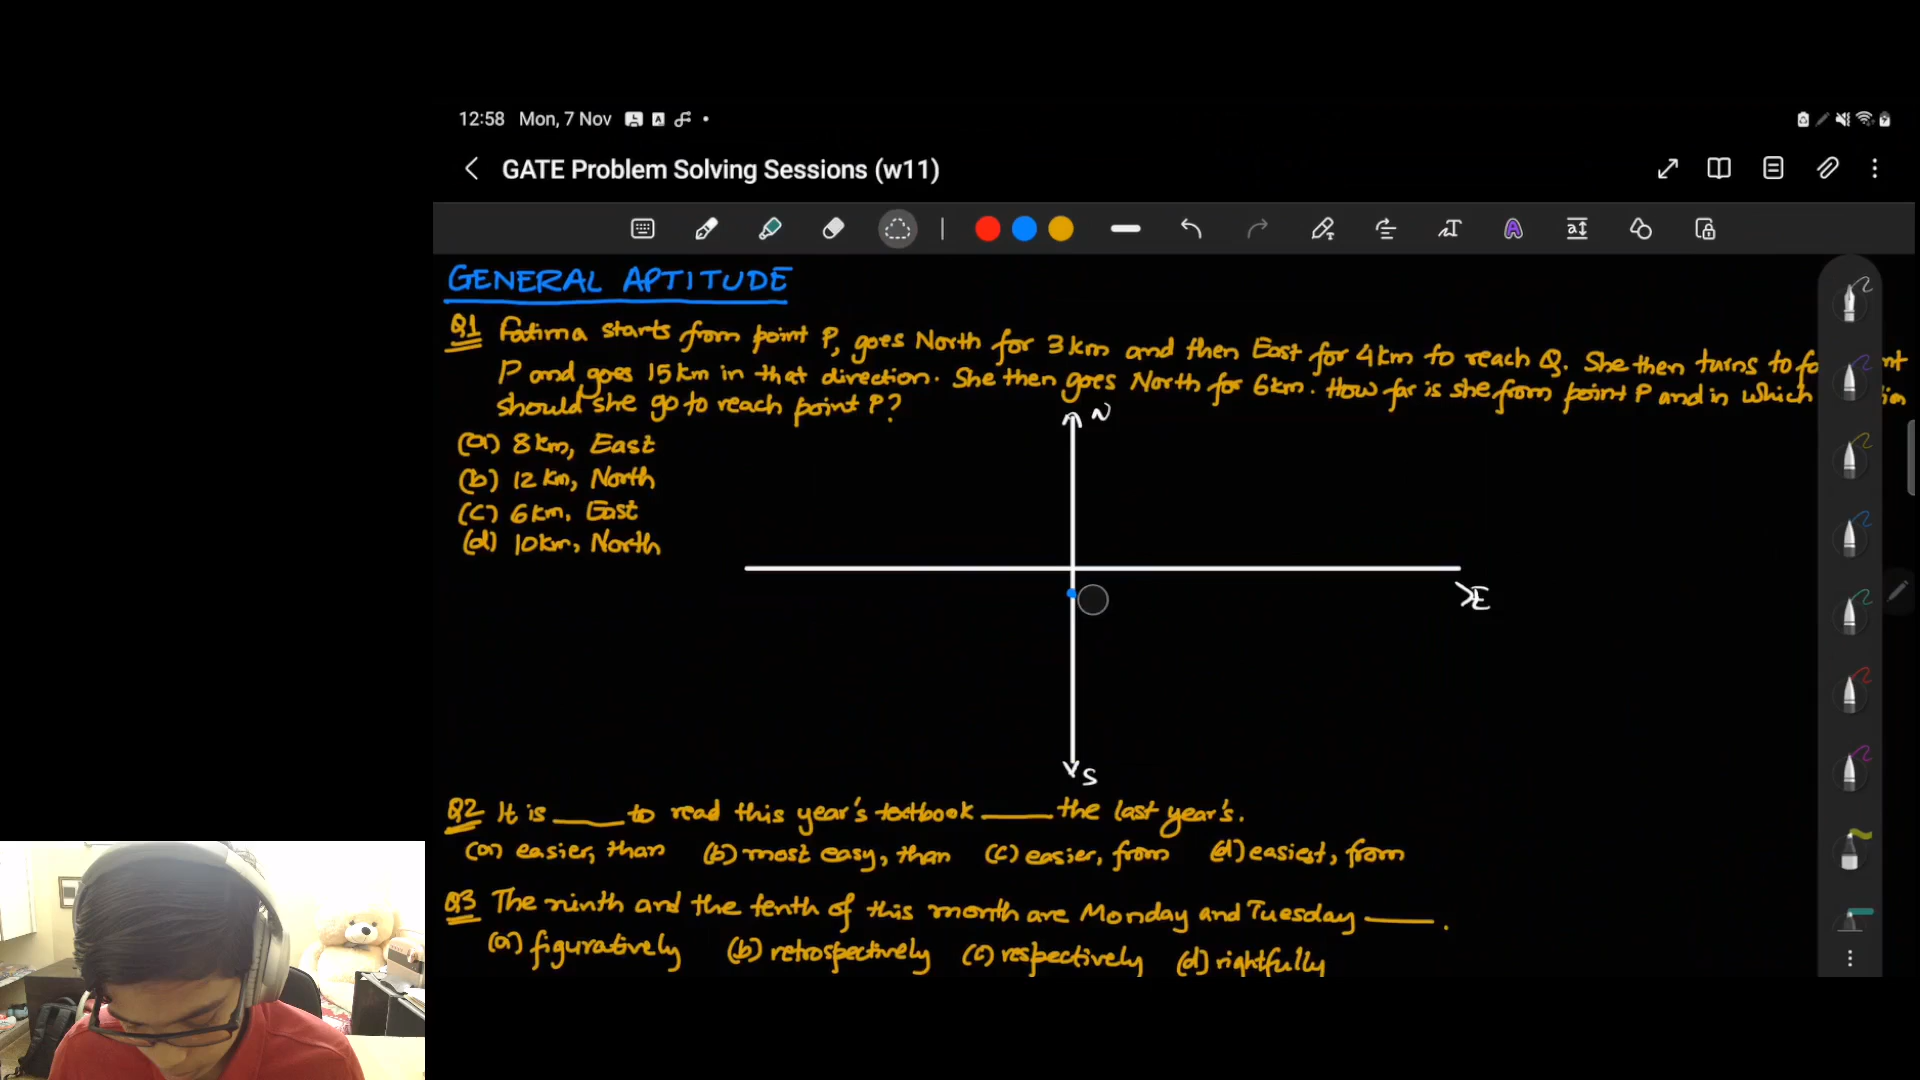 12:58 Mon, 7 Nov
GATE Problem Solving Sessions (w11)
GENERAL APTITUDE
Q1 Fatima starts from point P, goes North for 3 km and then East for 4 km to reach Q. She then turns to fa nt
P and goes 15 km in that direction. She then goes North for 6 km. How far is she from point P and in which
should she go to reach point P?
(a) 8 km, East
(b) 12 km, North
(c) 6 km, East
(d) 10 km, North
N
E
S
Q2 It is ____ to read this year's textbook ____ the last year's.
(a) easier, than (b) most easy, than (c) easier, from (d) easiest, from
Q3 The ninth and the tenth of this month are Monday and Tuesday ____.
(a) figuratively (b) retrospectively (c) respectively (d) rightfully